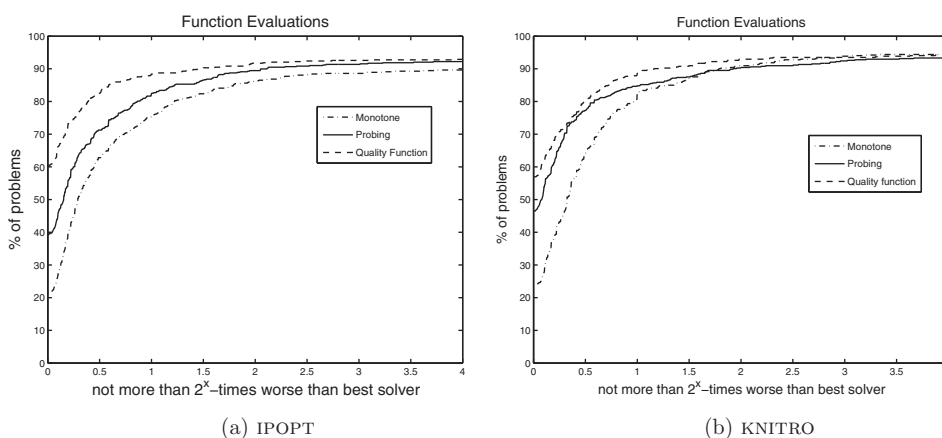 Function Evaluations
100
90
80
70
60
50
40
30
20
10
0
% of problems
Monotone
Probing
Quality Function
0 0.5 1 1.5 2 2.5 3 3.5 4
not more than 2^x−times worse than best solver
(a) IPOPT
Function Evaluations
100
90
80
70
60
50
40
30
20
10
0
% of problems
Monotone
Probing
Quality function
0 0.5 1 1.5 2 2.5 3 3.5
not more than 2^x−times worse than best solver
(b) KNITRO